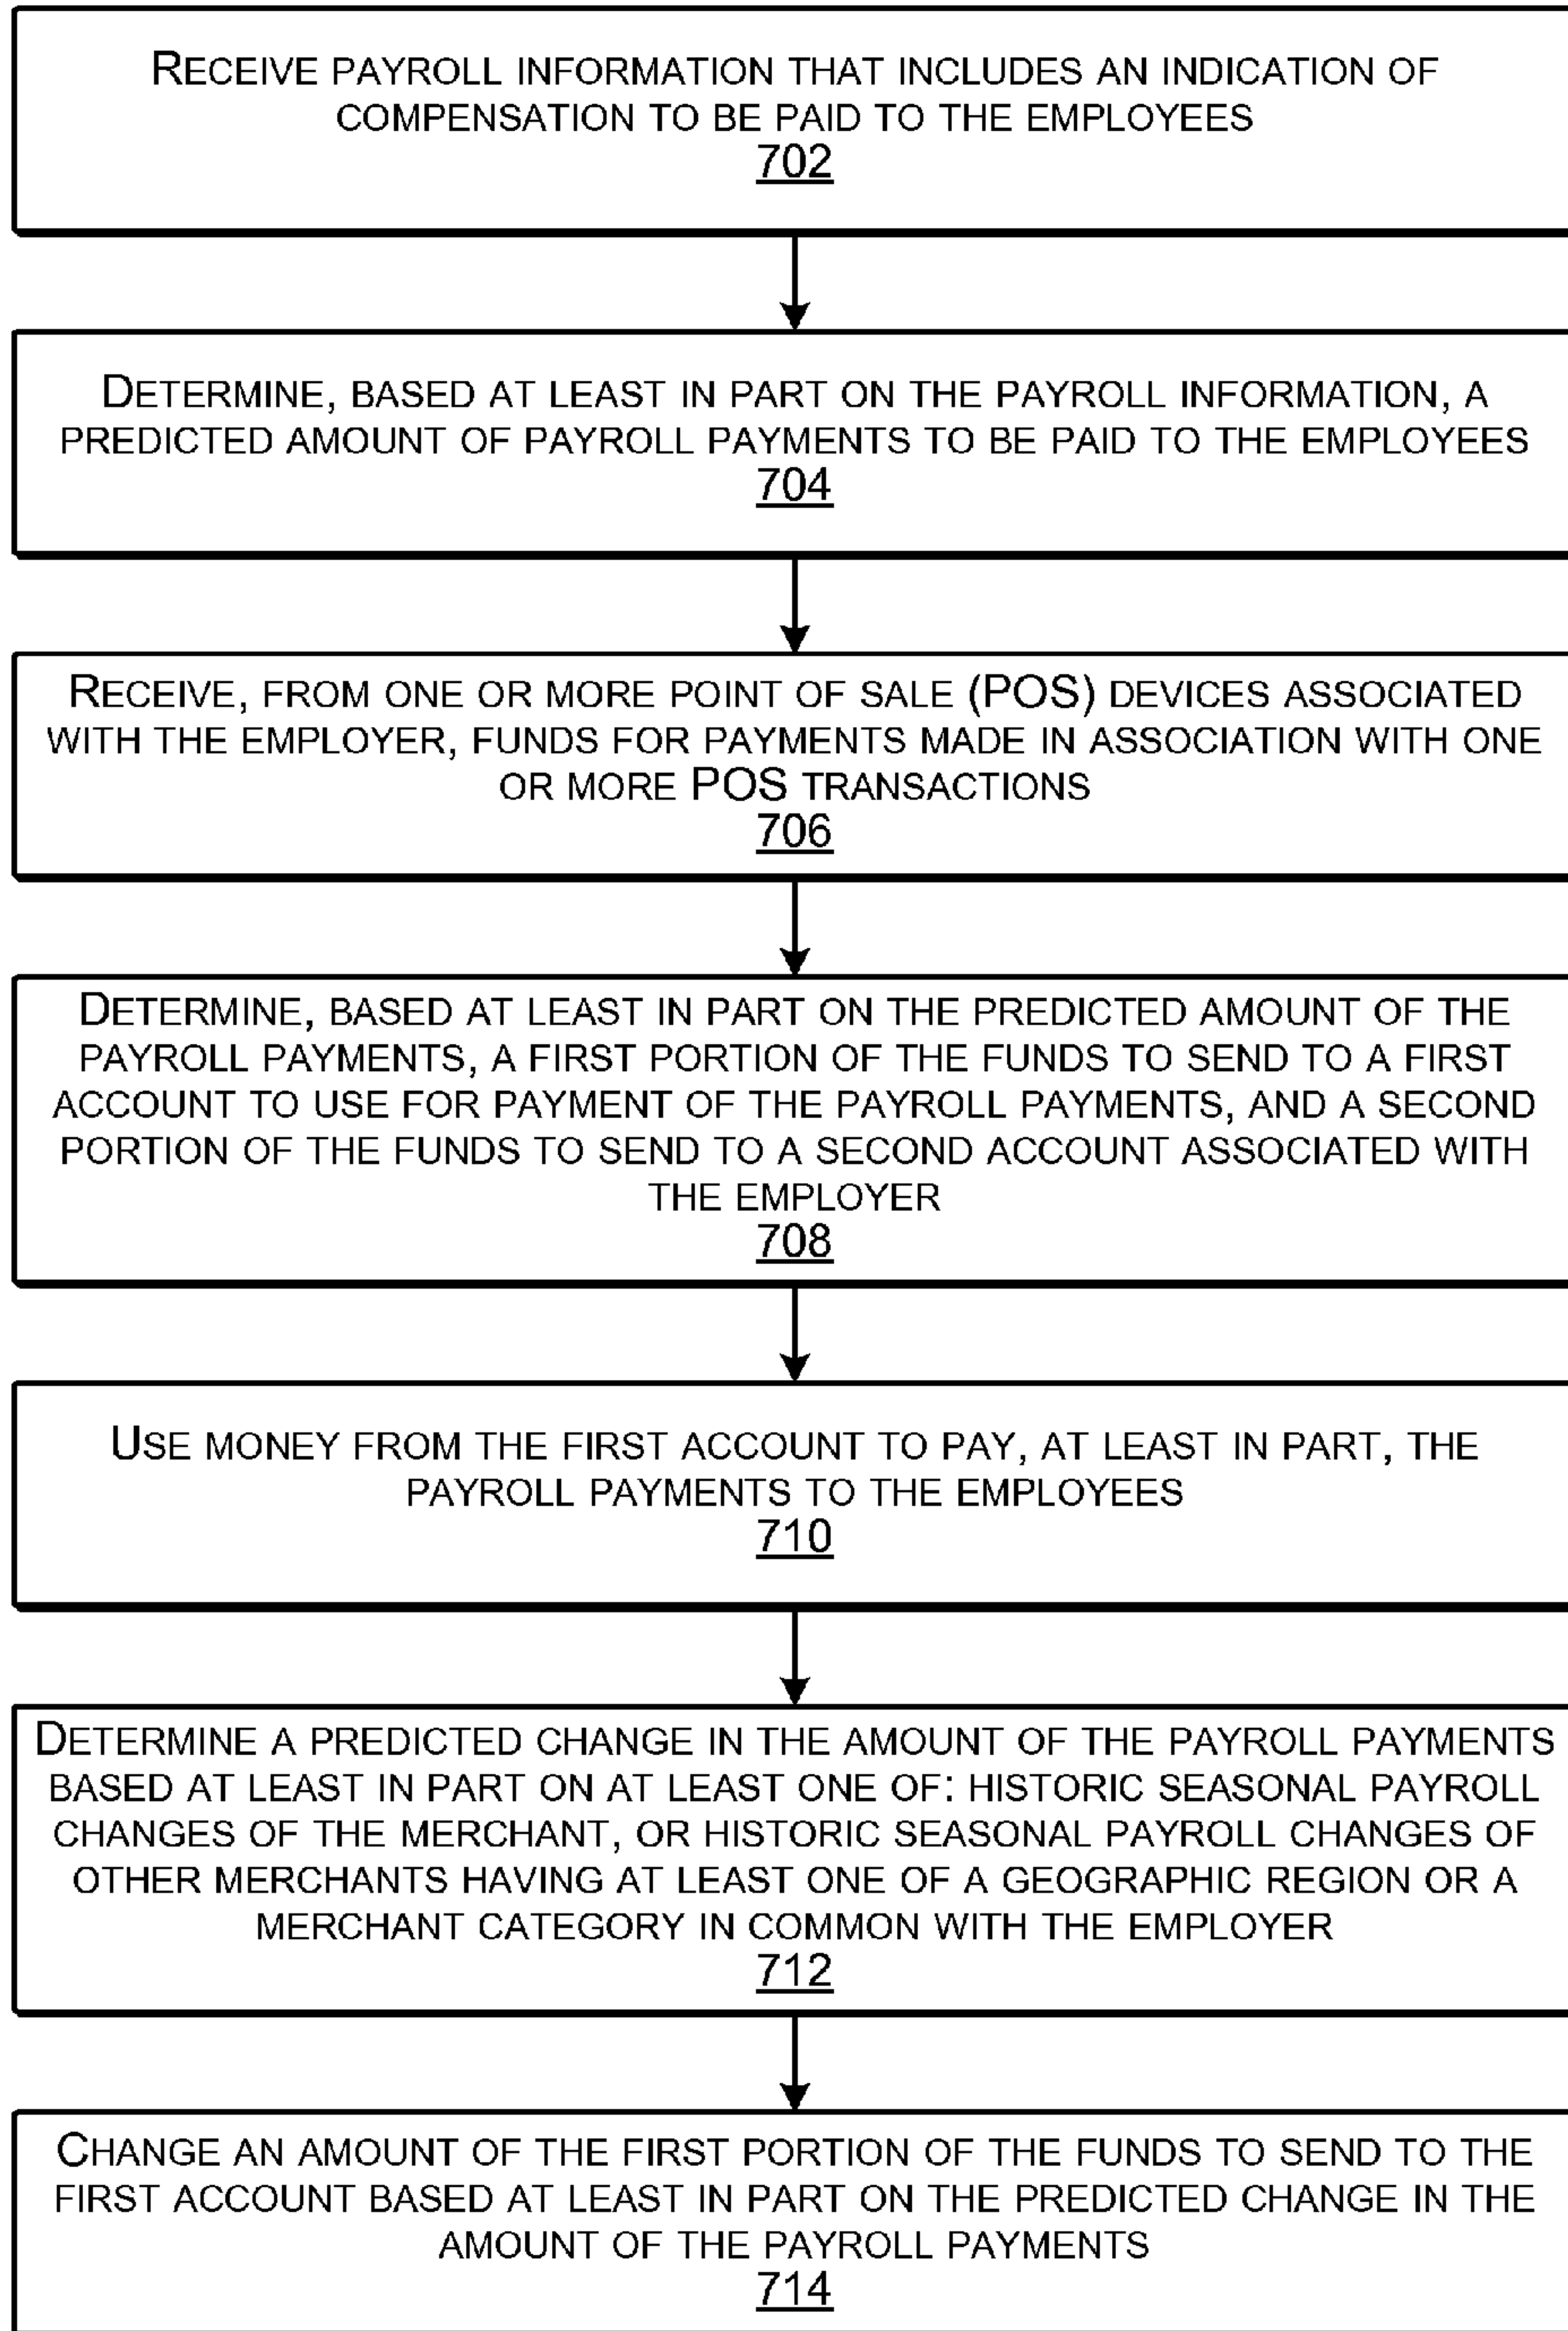 RECEIVE PAYROLL INFORMATION THAT INCLUDES AN INDICATION OF
COMPENSATION TO BE PAID TO THE EMPLOYEES
702
DETERMINE, BASED AT LEAST IN PART ON THE PAYROLL INFORMATION, A
PREDICTED AMOUNT OF PAYROLL PAYMENTS TO BE PAID TO THE EMPLOYEES
704
RECEIVE, FROM ONE OR MORE POINT OF SALE (POS) DEVICES ASSOCIATED
WITH THE EMPLOYER, FUNDS FOR PAYMENTS MADE IN ASSOCIATION WITH ONE
OR MORE POS TRANSACTIONS
706
DETERMINE, BASED AT LEAST IN PART ON THE PREDICTED AMOUNT OF THE
PAYROLL PAYMENTS, A FIRST PORTION OF THE FUNDS TO SEND TO A FIRST
ACCOUNT TO USE FOR PAYMENT OF THE PAYROLL PAYMENTS, AND A SECOND
PORTION OF THE FUNDS TO SEND TO A SECOND ACCOUNT ASSOCIATED WITH
THE EMPLOYER
708
USE MONEY FROM THE FIRST ACCOUNT TO PAY, AT LEAST IN PART, THE
PAYROLL PAYMENTS TO THE EMPLOYEES
710
DETERMINE A PREDICTED CHANGE IN THE AMOUNT OF THE PAYROLL PAYMENTS
BASED AT LEAST IN PART ON AT LEAST ONE OF: HISTORIC SEASONAL PAYROLL
CHANGES OF THE MERCHANT, OR HISTORIC SEASONAL PAYROLL CHANGES OF
OTHER MERCHANTS HAVING AT LEAST ONE OF A GEOGRAPHIC REGION OR A
MERCHANT CATEGORY IN COMMON WITH THE EMPLOYER
712
CHANGE AN AMOUNT OF THE FIRST PORTION OF THE FUNDS TO SEND TO THE
FIRST ACCOUNT BASED AT LEAST IN PART ON THE PREDICTED CHANGE IN THE
AMOUNT OF THE PAYROLL PAYMENTS
714